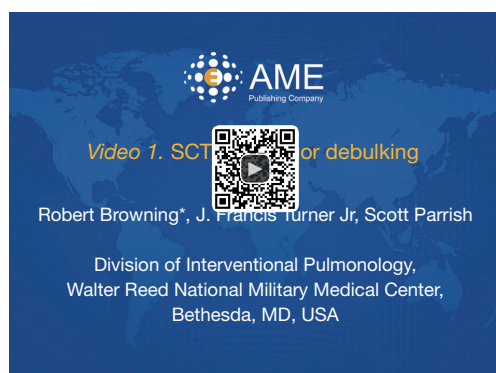 AME
Publishing Company
Video 1. SCT or debulking
Robert Browning*, J. Francis Turner Jr, Scott Parrish
Division of Interventional Pulmonology,
Walter Reed National Military Medical Center,
Bethesda, MD, USA